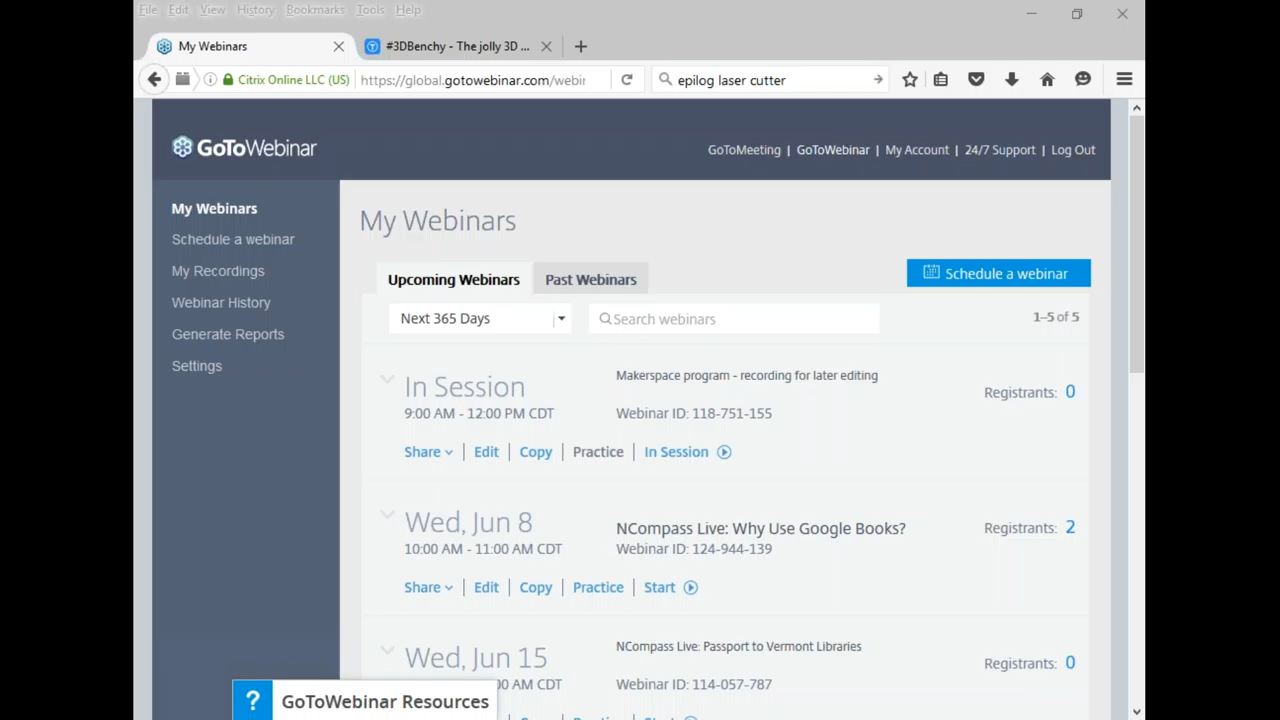 File Edit View History Bookmarks Tools Help
My Webinars
#3DBenchy - The jolly 3D ...
Citrix Online LLC (US) https://global.gotowebinar.com/webir
epilog laser cutter
GoToWebinar
GoToMeeting | GoToWebinar | My Account | 24/7 Support | Log Out
My Webinars
Schedule a webinar
My Recordings
Webinar History
Generate Reports
Settings
My Webinars
Upcoming Webinars Past Webinars
Schedule a webinar
Next 365 Days
Search webinars
1–5 of 5
In Session
9:00 AM - 12:00 PM CDT
Makerspace program - recording for later editing
Webinar ID: 118-751-155
Registrants: 0
Share | Edit | Copy | Practice | In Session
Wed, Jun 8
10:00 AM - 11:00 AM CDT
NCompass Live: Why Use Google Books?
Webinar ID: 124-944-139
Registrants: 2
Share | Edit | Copy | Practice | Start
Wed, Jun 15
00 AM CDT
NCompass Live: Passport to Vermont Libraries
Webinar ID: 114-057-787
Registrants: 0
? GoToWebinar Resources